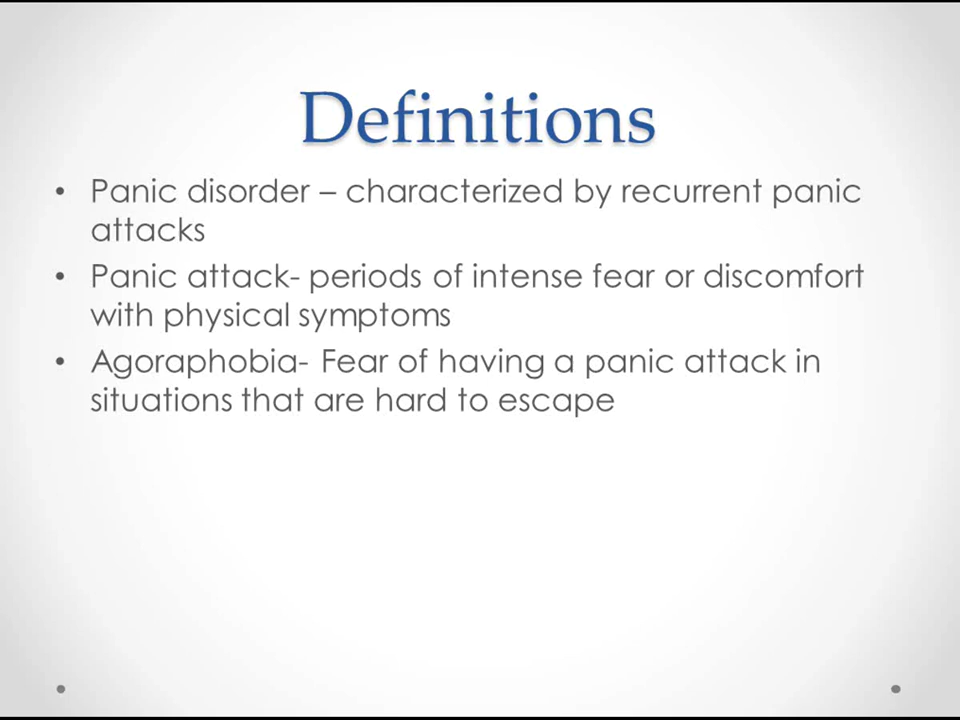 Definitions
• Panic disorder – characterized by recurrent panic
attacks
• Panic attack- periods of intense fear or discomfort
with physical symptoms
• Agoraphobia- Fear of having a panic attack in
situations that are hard to escape